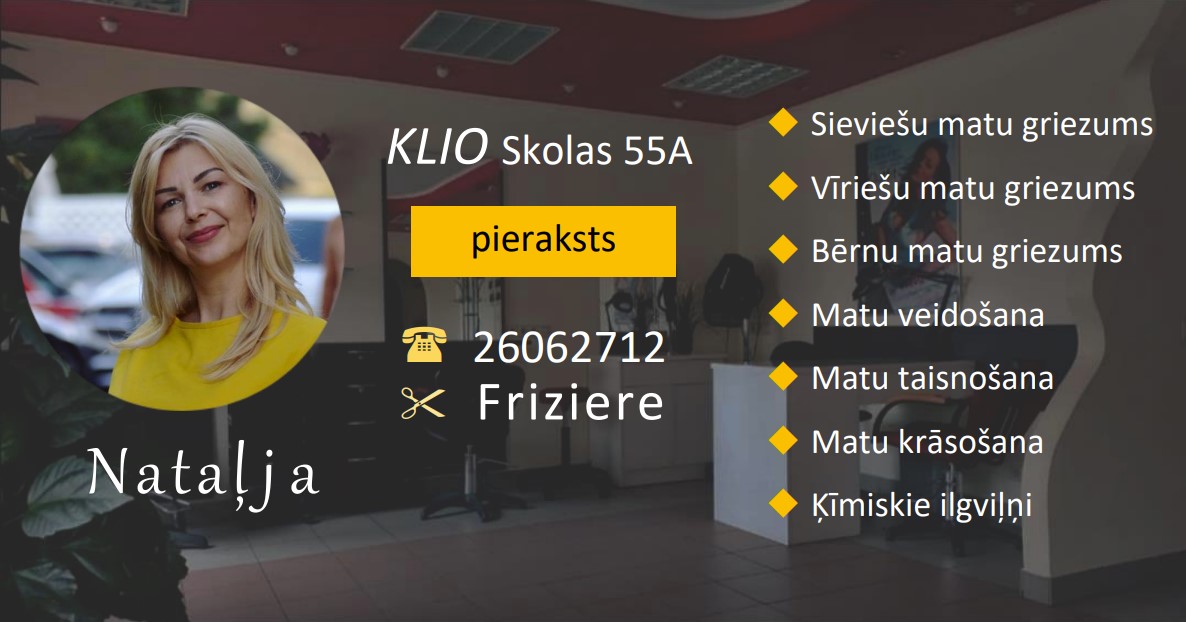 KLIO Skolas 55A
pieraksts
26062712
Friziere
Nataļja
Sieviešu matu griezums
Vīriešu matu griezums
Bērnu matu griezums
Matu veidošana
Matu taisnošana
Matu krāsošana
Ķīmiskie ilgviļņi